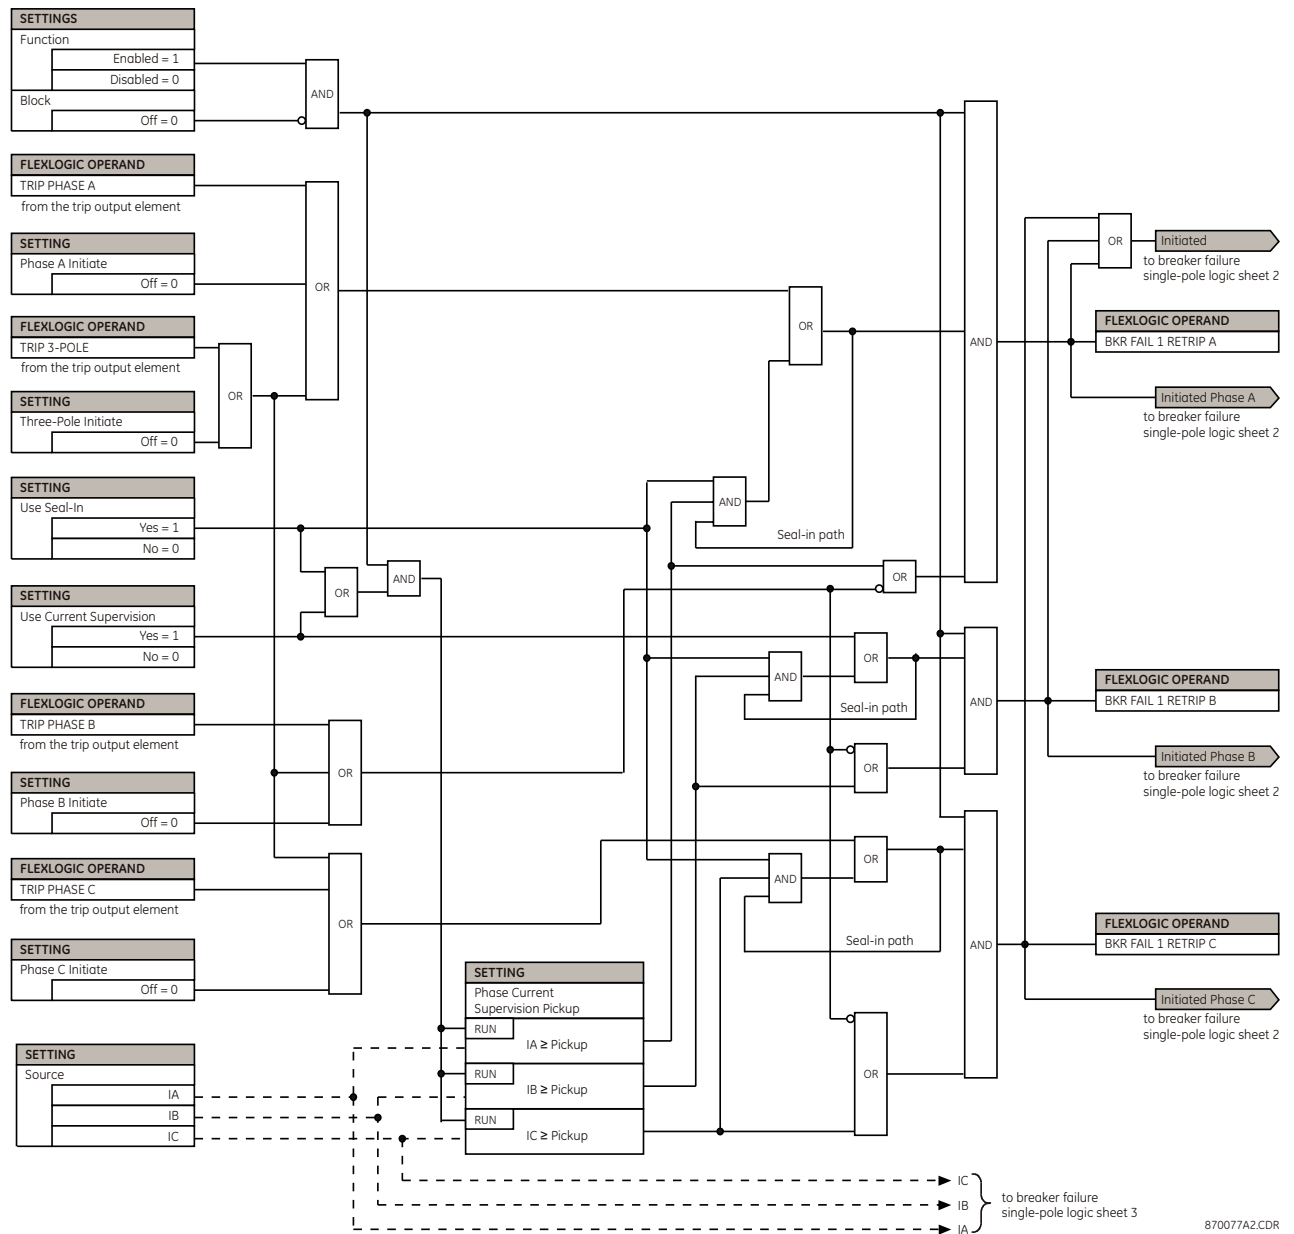 SETTINGS
Function
Enabled = 1
Disabled = 0
Block
Off = 0
AND
FLEXLOGIC OPERAND
TRIP PHASE A
from the trip output element
SETTING
Phase A Initiate
Off = 0
OR
FLEXLOGIC OPERAND
TRIP 3-POLE
from the trip output element
OR
SETTING
Three-Pole Initiate
Off = 0
SETTING
Use Seal-In
Yes = 1
No = 0
OR
AND
SETTING
Use Current Supervision
Yes = 1
No = 0
FLEXLOGIC OPERAND
TRIP PHASE B
from the trip output element
SETTING
Phase B Initiate
Off = 0
OR
FLEXLOGIC OPERAND
TRIP PHASE C
from the trip output element
OR
SETTING
Phase C Initiate
Off = 0
SETTING
Source
IA
IB
IC
SETTING
Phase Current
Supervision Pickup
RUN
IA ≥ Pickup
RUN
IB ≥ Pickup
RUN
IC ≥ Pickup
OR
AND
Seal-in path
OR
AND
OR
AND
Seal-in path
OR
AND
OR
AND
Seal-in path
OR
AND
OR
Initiated
to breaker failure
single-pole logic sheet 2
FLEXLOGIC OPERAND
BKR FAIL 1 RETRIP A
Initiated Phase A
to breaker failure
single-pole logic sheet 2
FLEXLOGIC OPERAND
BKR FAIL 1 RETRIP B
Initiated Phase B
to breaker failure
single-pole logic sheet 2
FLEXLOGIC OPERAND
BKR FAIL 1 RETRIP C
Initiated Phase C
to breaker failure
single-pole logic sheet 2
IC
IB
IA
to breaker failure
single-pole logic sheet 3
870077A2.CDR